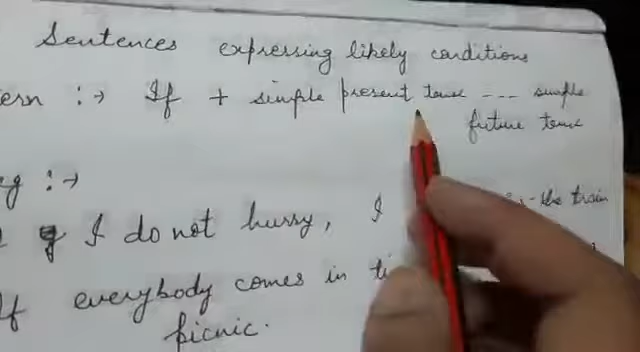 Sentences expressing likely conditions
ern :→ If + simple present tense --- simple
future tense
g :→
I do not hurry, I the train
If everybody comes in ti
picnic.